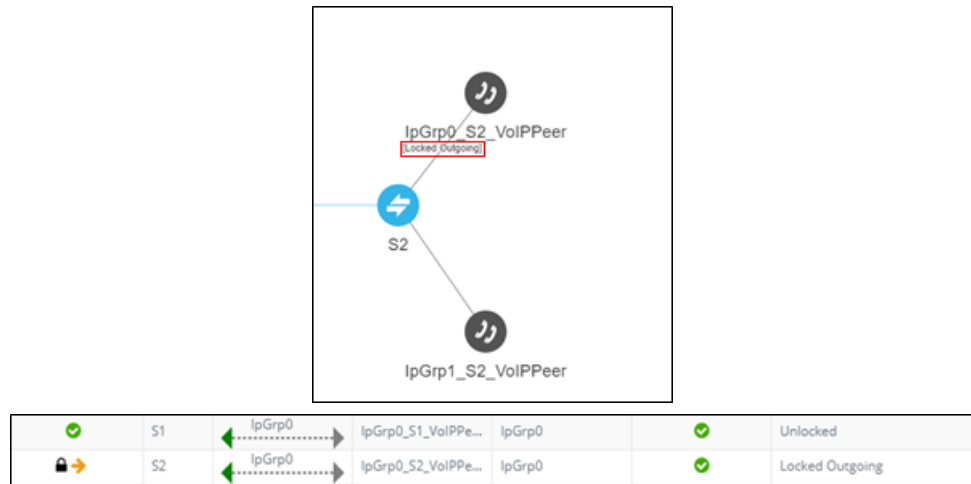 IpGrp0_S2_VoIPPeer
[Locked Outgoing]
S2
IpGrp1_S2_VoIPPeer
S1 IpGrp0 IpGrp0_S1_VoIPPe... IpGrp0 Unlocked
S2 IpGrp0 IpGrp0_S2_VoIPPe... IpGrp0 Locked Outgoing